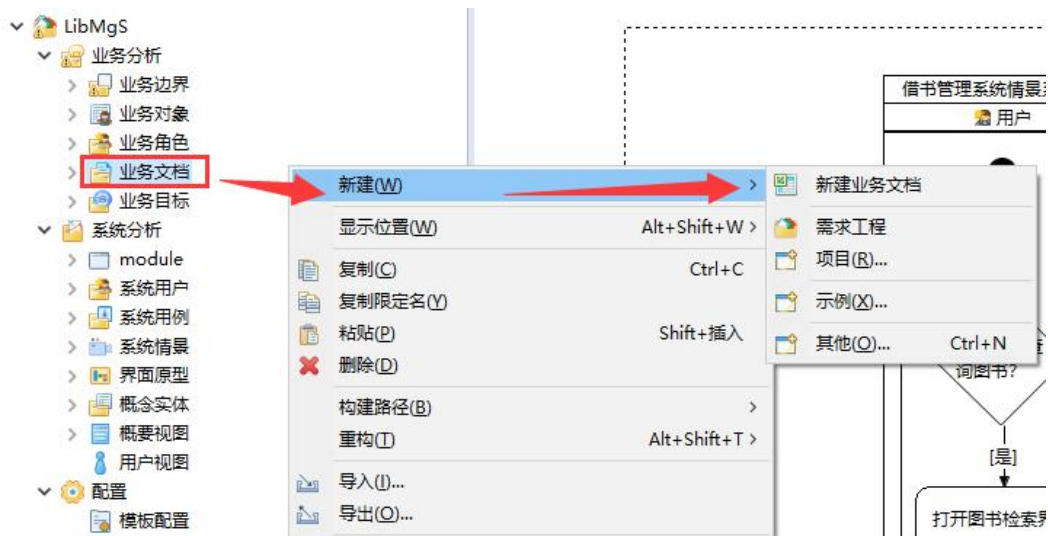 LibMgS
业务分析
业务边界
业务对象
业务角色
业务文档
业务目标
系统分析
module
系统用户
系统用例
系统情景
界面原型
概念实体
概要视图
用户视图
配置
模板配置
新建(W)
显示位置(W) Alt+Shift+W
复制(C) Ctrl+C
复制限定名(Y)
粘贴(P) Shift+插入
删除(D)
构建路径(B)
重构(T) Alt+Shift+T
导入(I)...
导出(O)...
新建业务文档
需求工程
项目(R)...
示例(X)...
其他(O)... Ctrl+N
借书管理系统情景
用户
询图书?
[是]
打开图书检索界